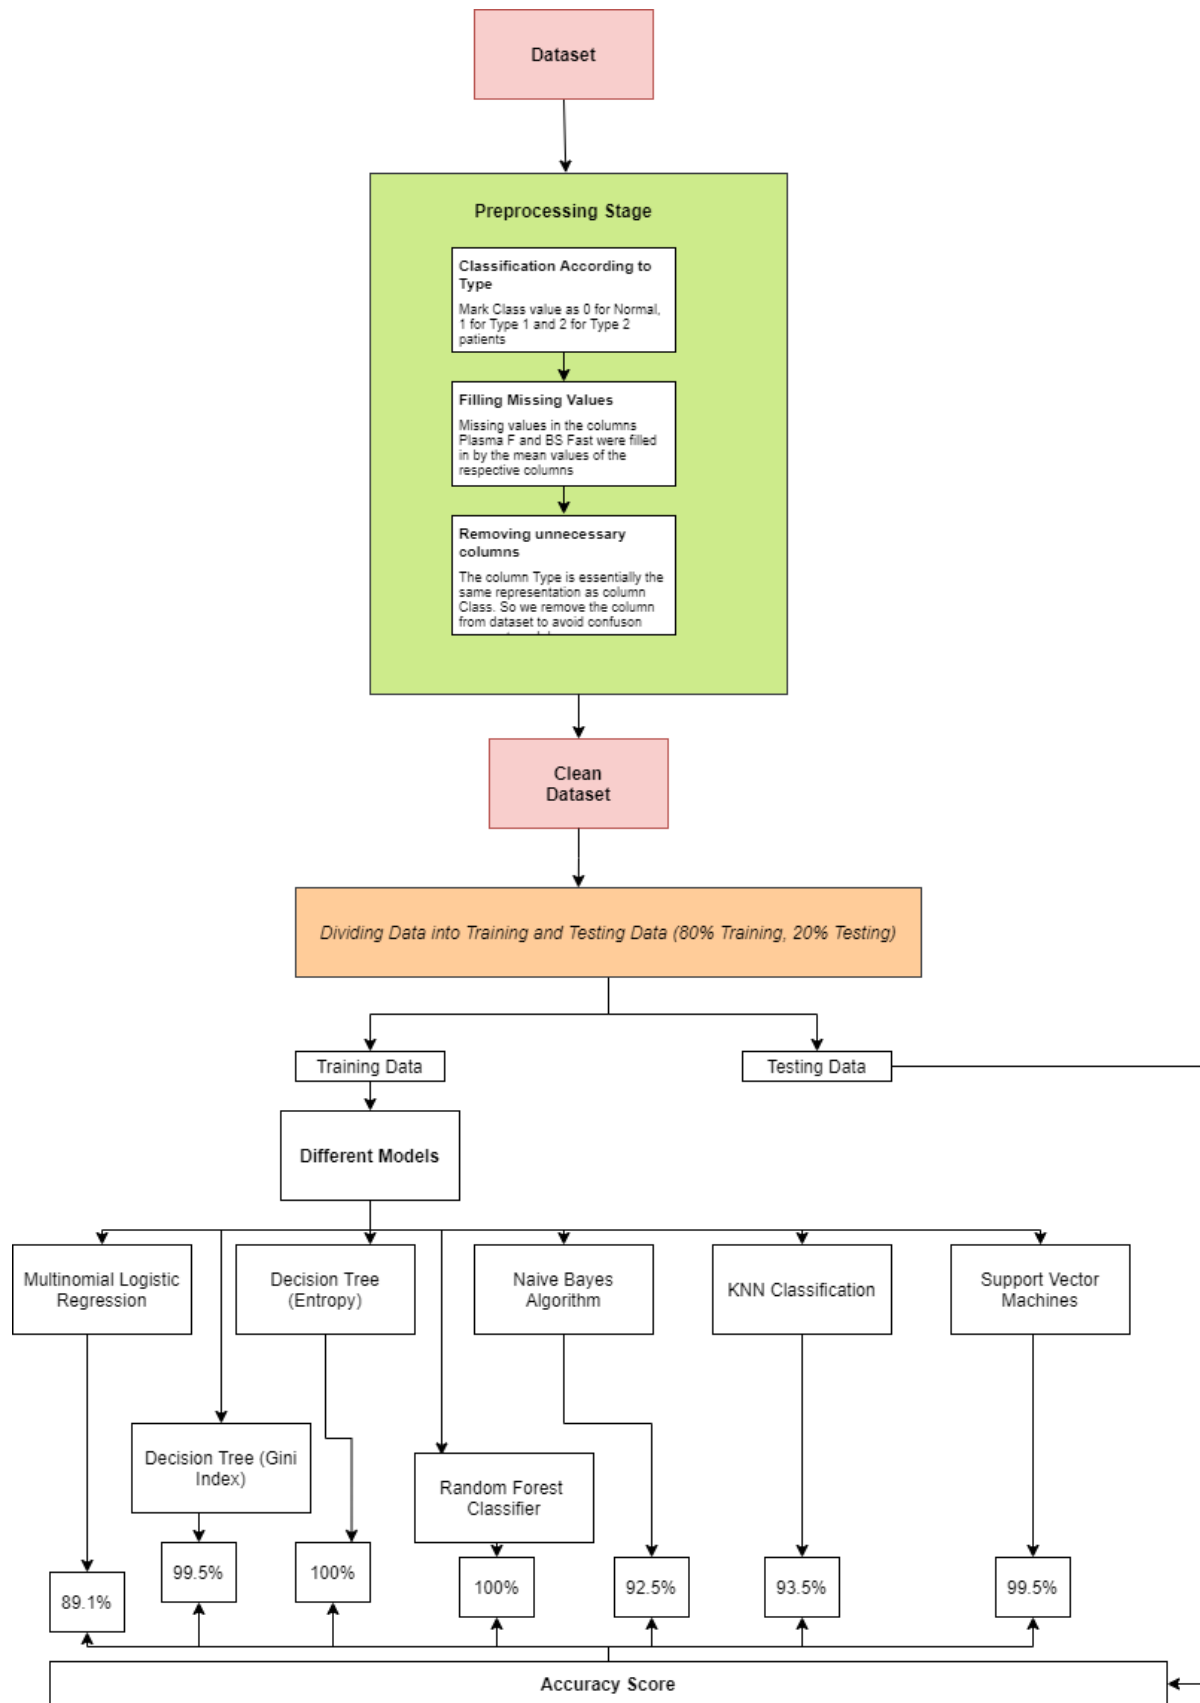 Dataset
Preprocessing Stage
Classification According to
Type
Mark Class value as 0 for Normal,
1 for Type 1 and 2 for Type 2
patients
Filling Missing Values
Missing values in the columns
Plasma F and BS Fast were filled
in by the mean values of the
respective columns
Removing unnecessary
columns
The column Type is essentially the
same representation as column
Class. So we remove the column
from dataset to avoid confuson
Clean
Dataset
Dividing Data into Training and Testing Data (80% Training, 20% Testing)
Training Data
Testing Data
Different Models
Multinomial Logistic
Regression
Decision Tree
(Entropy)
Naive Bayes
Algorithm
KNN Classification
Support Vector
Machines
Decision Tree (Gini
Index)
Random Forest
Classifier
89.1%
99.5%
100%
100%
92.5%
93.5%
99.5%
Accuracy Score